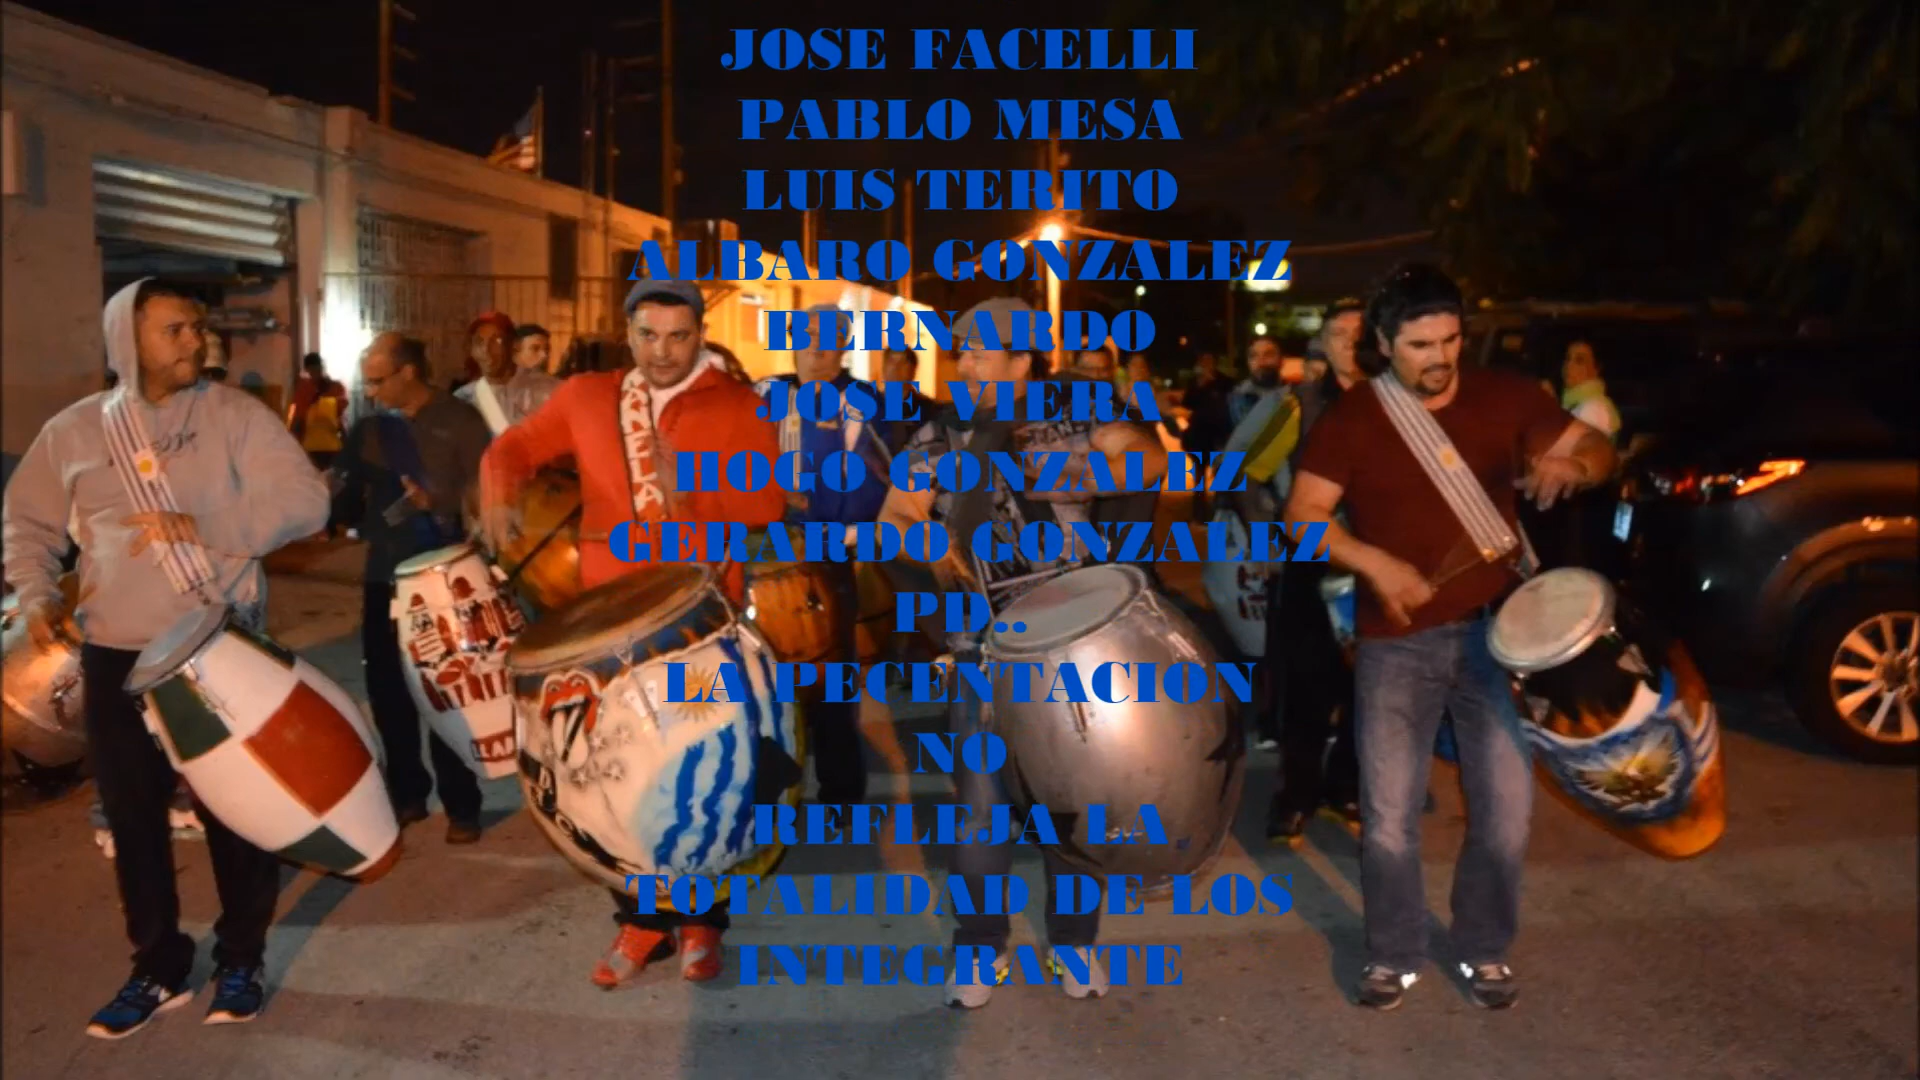 JOSE FACELLI
PABLO MESA
LUIS TERITO
ALBARO GONZALEZ
BERNARDO
JOSE VIERA
HOGO GONZALEZ
GERARDO GONZALEZ
PD..
LA PECENTACION
NO
REFLEJA LA
TOTALIDAD DE LOS
INTEGRANTE